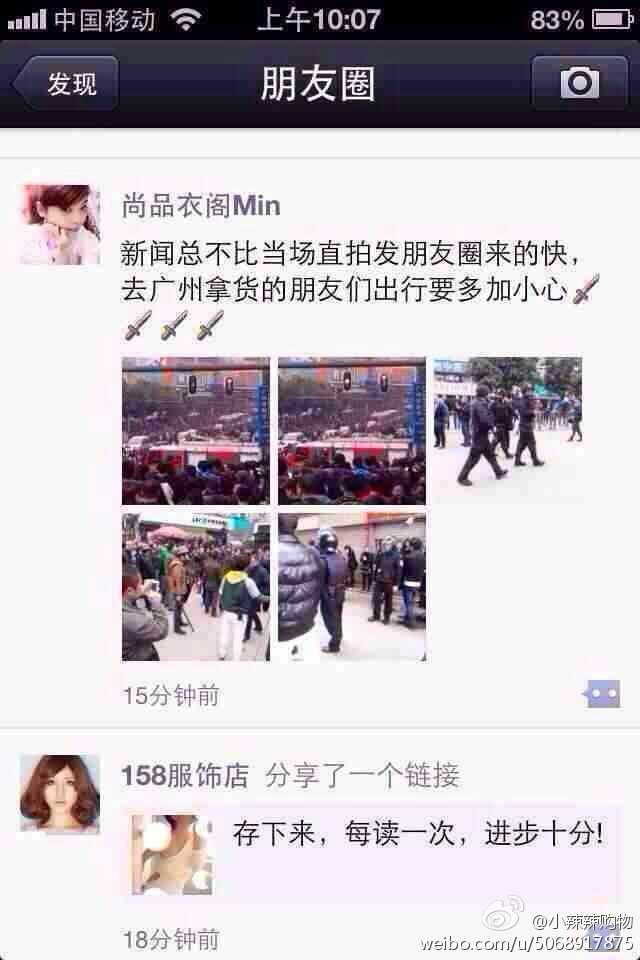 中国移动
上午10:07
83%
发现
朋友圈
尚品衣阁Min
新闻总不比当场直拍发朋友圈来的快,
去广州拿货的朋友们出行要多加小心
15分钟前
158服饰店 分享了一个链接
存下来，每读一次，进步十分!
18分钟前
@小辣辣购物
weibo.com/u/5068917875